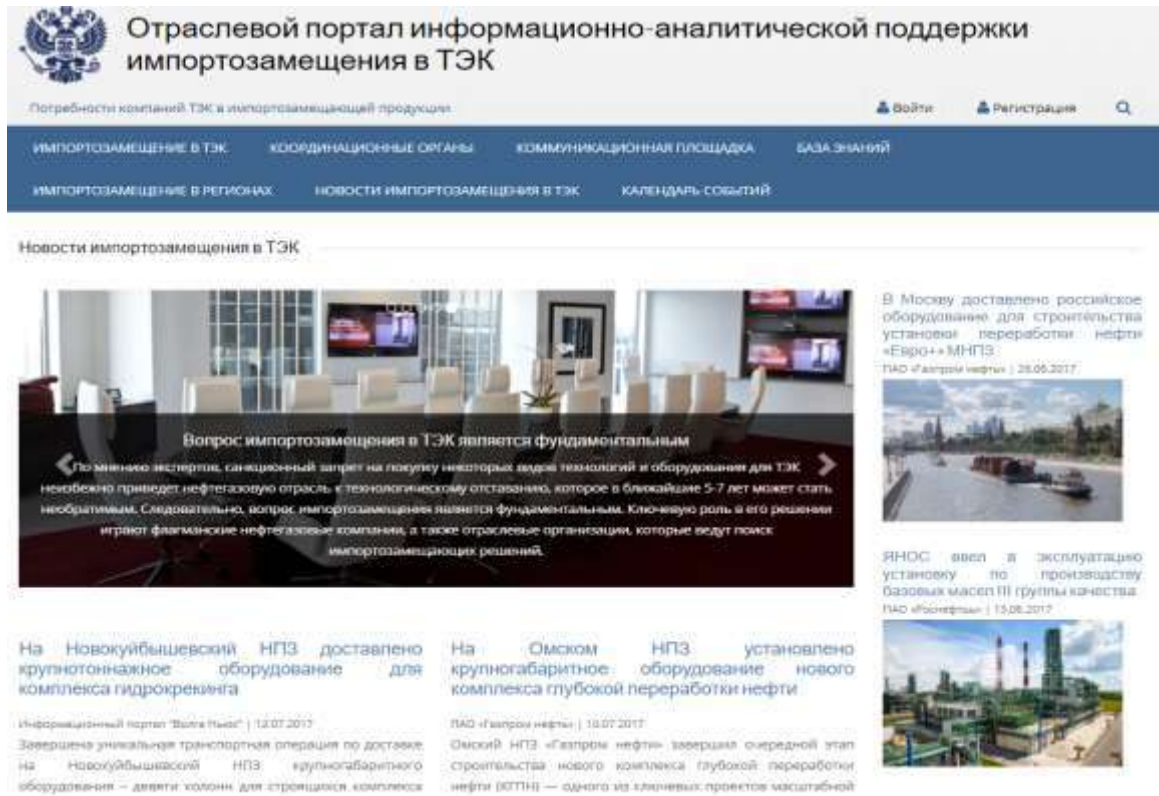 Отраслевой портал информационно-аналитической поддержки
импортозамещения в ТЭК
Потребности компаний ТЭК в импортозамещающей продукции
Войти Регистрация
ИМПОРТОЗАМЕЩЕНИЕ В ТЭК КООРДИНАЦИОННЫЕ ОРГАНЫ КОММУНИКАЦИОННАЯ ПЛОЩАДКА БАЗА ЗНАНИЙ
ИМПОРТОЗАМЕЩЕНИЕ В РЕГИОНАХ НОВОСТИ ИМПОРТОЗАМЕЩЕНИЯ В ТЭК КАЛЕНДАРЬ СОБЫТИЙ
Новости импортозамещения в ТЭК
Вопрос импортозамещения в ТЭК является фундаментальным
По мнению экспертов, санкционный запрет на покупку некоторых видов технологий и оборудования для ТЭК
неизбежно приведет нефтегазовую отрасль к технологическому отставанию, которое в ближайшие 5-7 лет может стать
необратимым. Следовательно, вопрос импортозамещения является фундаментальным. Ключевую роль в его решении
играют флагманские нефтегазовые компании, а также отраслевые организации, которые ведут поиск
импортозамещающих решений.
В Москву доставлено российское
оборудование для строительства
установки переработки нефти
«Евро+» МНПЗ
ПАО «Газпром нефть» | 26.06.2017
ЯНОС ввел в эксплуатацию
установку по производству
базовых масел III группы качества
ПАО «Роснефть» | 13.06.2017
На Новокуйбышевский НПЗ доставлено
крупнотоннажное оборудование для
комплекса гидрокрекинга
Информационный портал "Волга Ньюс" | 12.07.2017
Завершена уникальная транспортная операция по доставке
на Новокуйбышевский НПЗ крупногабаритного
оборудования – девяти колонн для строящихся комплекса
На Омском НПЗ установлено
крупногабаритное оборудование нового
комплекса глубокой переработки нефти
ПАО «Газпром нефть» | 10.07.2017
Омский НПЗ «Газпром нефти» завершил очередной этап
строительства нового комплекса глубокой переработки
нефти (КГПН) — одного из ключевых проектов масштабной